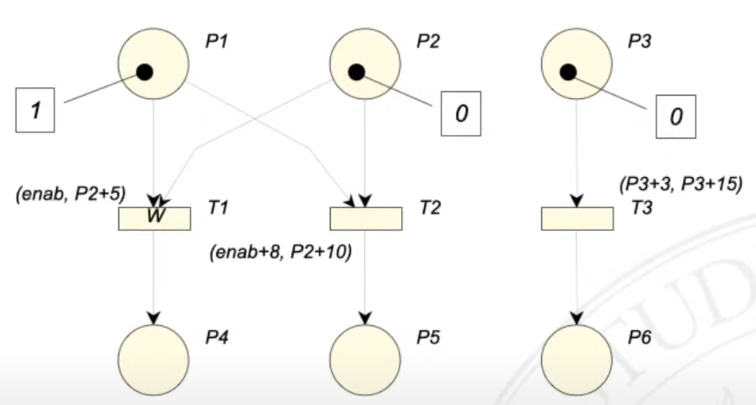 P1
P2
P3
1
0
0
(enab, P2+5)
(P3+3, P3+15)
W
T1
T2
T3
(enab+8, P2+10)
P4
P5
P6
STUD